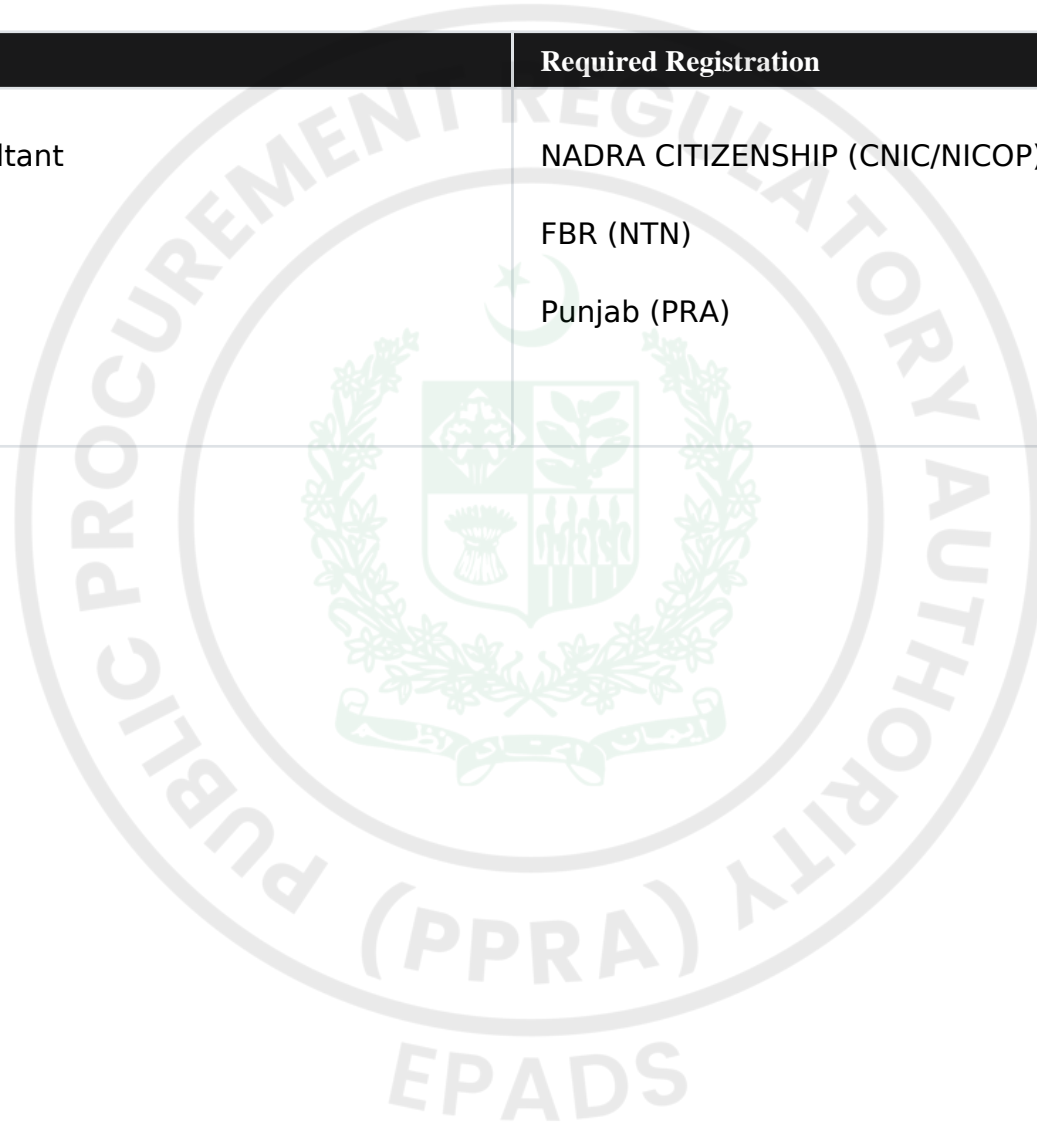 Required Registration
ltant NADRA CITIZENSHIP (CNIC/NICOP)
FBR (NTN)
Punjab (PRA)
PUBLIC PROCUREMENT REGULATORY AUTHORITY
(PPRA)
EPADS